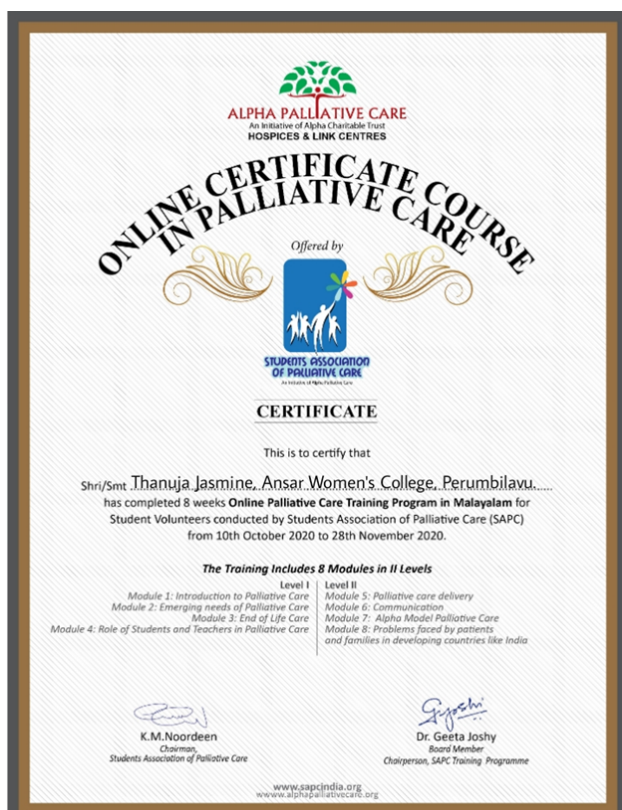 ALPHA PALLIATIVE CARE
An Initiative of Alpha Charitable Trust
HOSPICES & LINK CENTRES
ONLINE CERTIFICATE COURSE
IN PALLIATIVE CARE
Offered by
STUDENTS ASSOCIATION
OF PALLIATIVE CARE
An Initiative of Alpha Palliative Care
CERTIFICATE
This is to certify that
Shri/Smt Thanuja Jasmine, Ansar Women's College, Perumbilavu.
has completed 8 weeks Online Palliative Care Training Program in Malayalam for
Student Volunteers conducted by Students Association of Palliative Care (SAPC)
from 10th October 2020 to 28th November 2020.
The Training Includes 8 Modules in II Levels
Level I
Module 1: Introduction to Palliative Care
Module 2: Emerging needs of Palliative Care
Module 3: End of Life Care
Module 4: Role of Students and Teachers in Palliative Care
Level II
Module 5: Palliative care delivery
Module 6: Communication
Module 7: Alpha Model Palliative Care
Module 8: Problems faced by patients
and families in developing countries like India
K.M.Noordeen
Chairman,
Students Association of Palliative Care
Gjoshi
Dr. Geeta Joshy
Board Member
Chairperson, SAPC Training Programme
www.sapcindia.org
wwww.alphapalliativecare.org